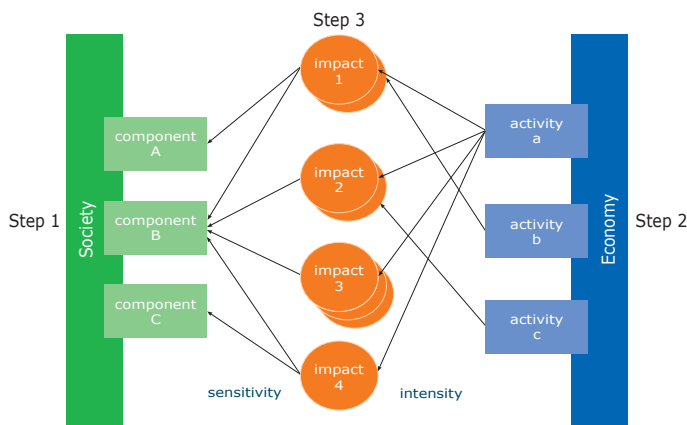 Step 3
Step 1
Society
component
A
component
B
component
C
impact
1
impact
2
impact
3
impact
4
sensitivity
intensity
activity
a
activity
b
activity
c
Economy
Step 2